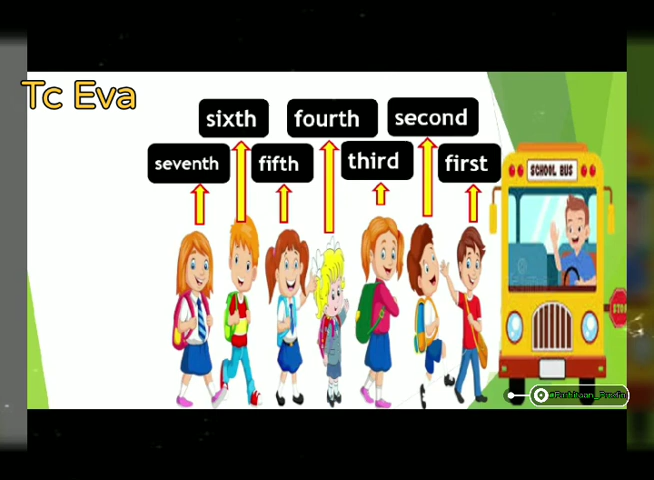 Tc Eva
sixth
fourth
second
seventh
fifth
third
first
SCHOOL BUS